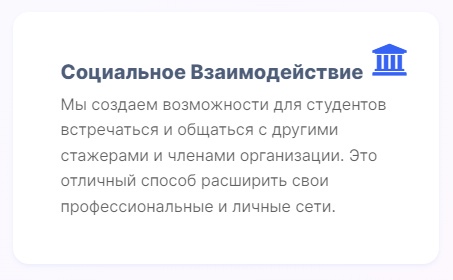 Социальное Взаимодействие
Мы создаем возможности для студентов
встречаться и общаться с другими
стажерами и членами организации. Это
отличный способ расширить свои
профессиональные и личные сети.